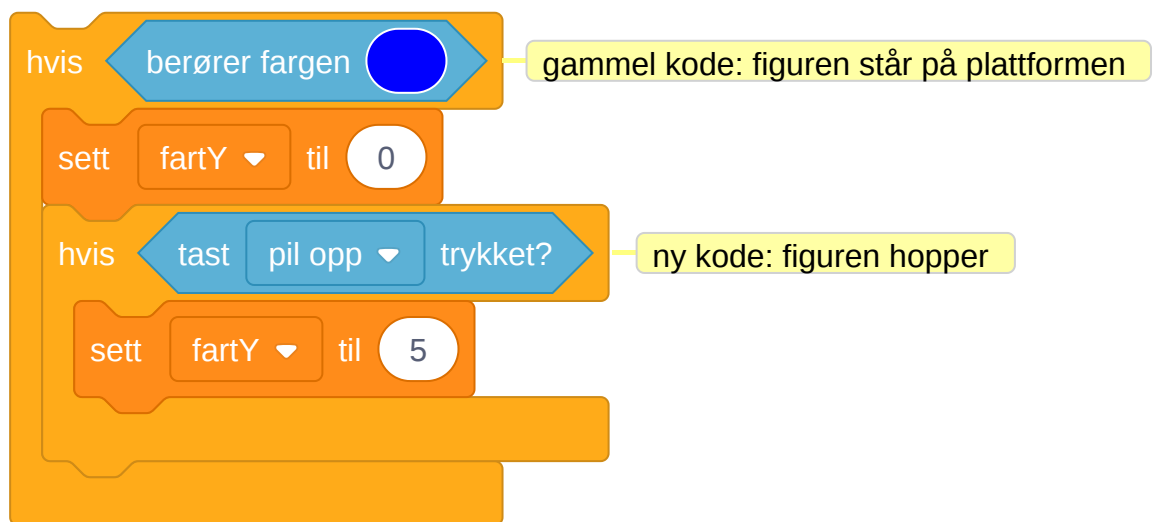 hvis berører fargen gammel kode: figuren står på plattformen
sett fartY til 0
hvis tast pil opp trykket? ny kode: figuren hopper
sett fartY til 5